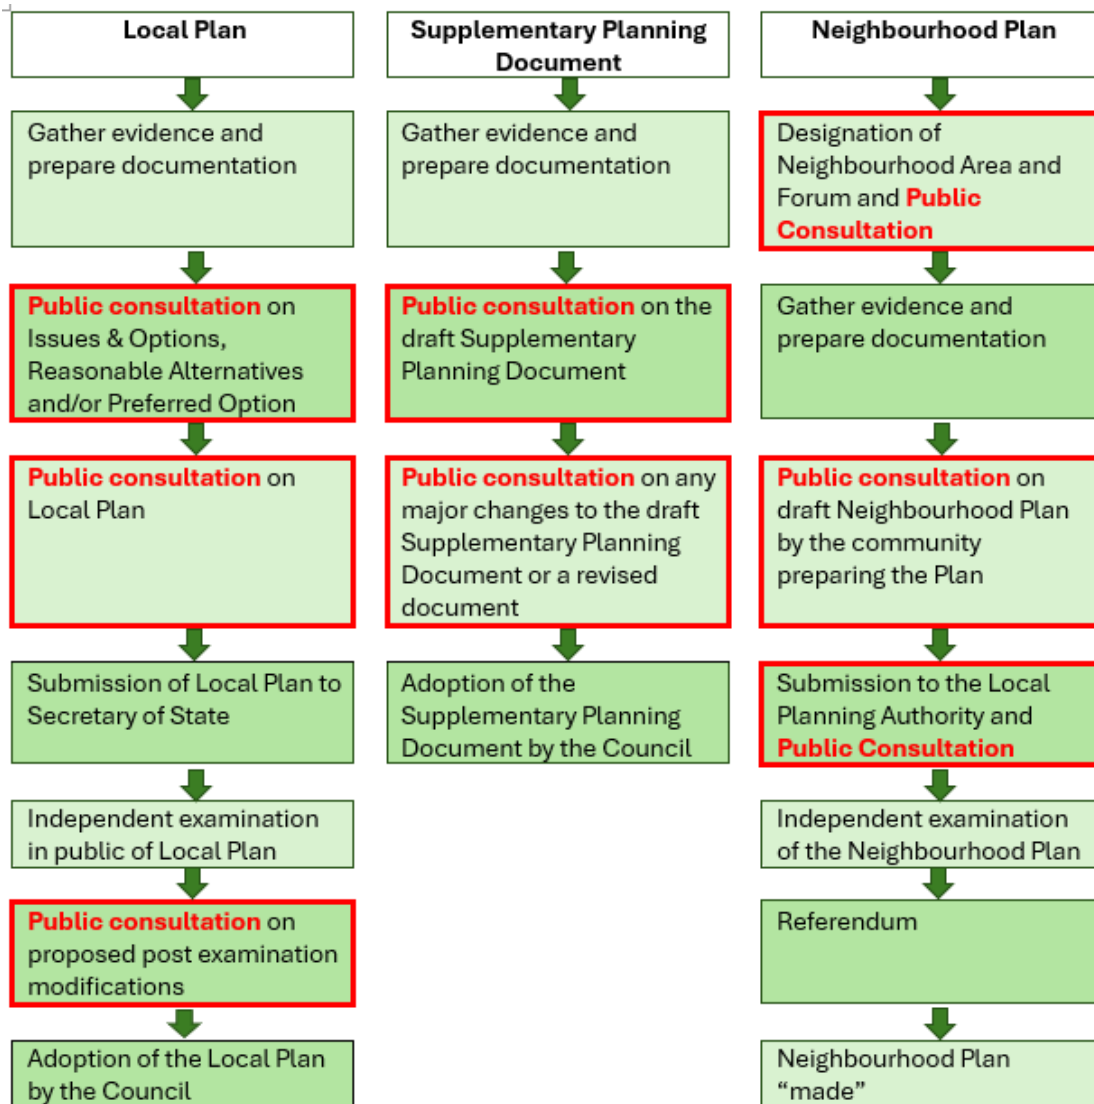 Local Plan
Gather evidence and
prepare documentation
Public consultation on
Issues & Options,
Reasonable Alternatives
and/or Preferred Option
Public consultation on
Local Plan
Submission of Local Plan to
Secretary of State
Independent examination
in public of Local Plan
Public consultation on
proposed post examination
modifications
Adoption of the Local Plan
by the Council
Supplementary Planning
Document
Gather evidence and
prepare documentation
Public consultation on the
draft Supplementary
Planning Document
Public consultation on any
major changes to the draft
Supplementary Planning
Document or a revised
document
Adoption of the
Supplementary Planning
Document by the Council
Neighbourhood Plan
Designation of
Neighbourhood Area and
Forum and Public
Consultation
Gather evidence and
prepare documentation
Public consultation on
draft Neighbourhood Plan
by the community
preparing the Plan
Submission to the Local
Planning Authority and
Public Consultation
Independent examination
of the Neighbourhood Plan
Referendum
Neighbourhood Plan
“made”